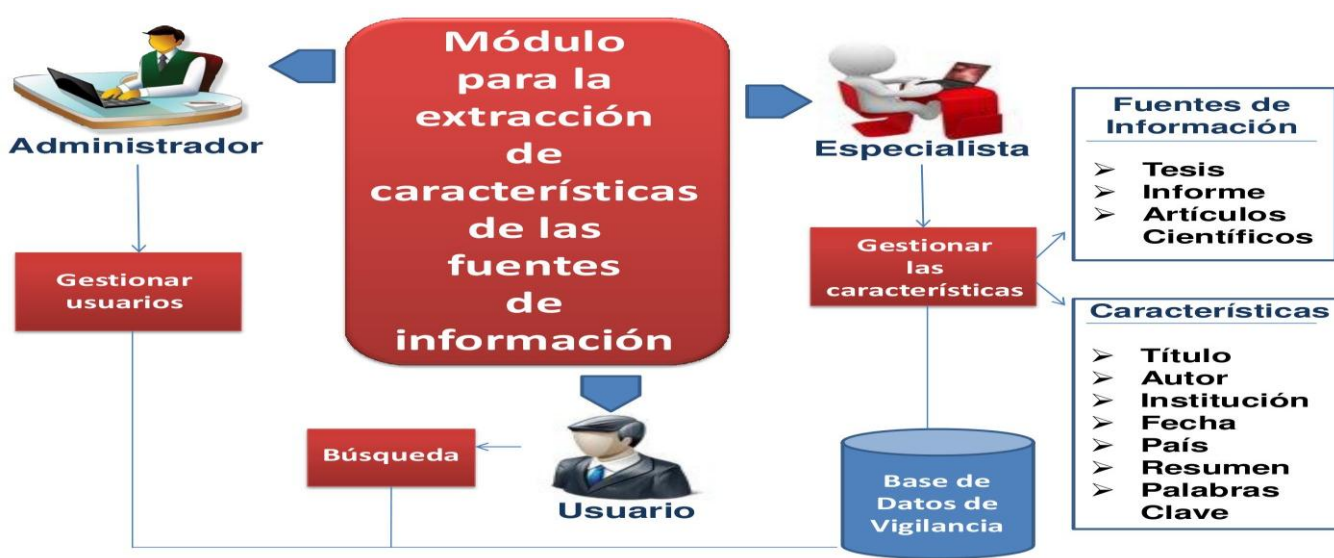 Módulo
para la
extracción
de
características
de las
fuentes
de
información
Administrador
Gestionar
usuarios
Especialista
Gestionar
las
características
Fuentes de
Información
➢ Tesis
➢ Informe
➢ Artículos
Científicos
Características
➢ Título
➢ Autor
➢ Institución
➢ Fecha
➢ País
➢ Resumen
➢ Palabras
Clave
Búsqueda
Usuario
Base de
Datos de
Vigilancia